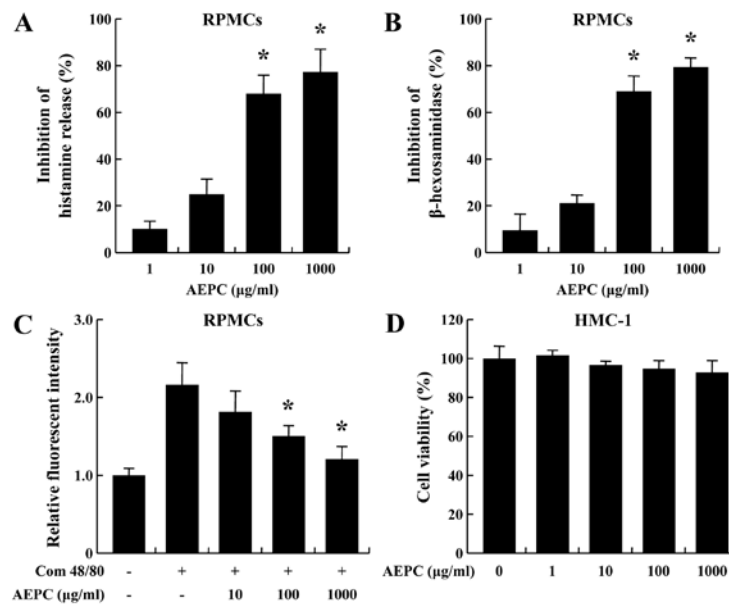 A
RPMCs
Inhibition of
histamine release (%)
100
80
60
40
20
0
*
*
1 10 100 1000
AEPC (μg/ml)
B
RPMCs
Inhibition of
β-hexosaminidase (%)
100
80
60
40
20
0
*
*
1 10 100 1000
AEPC (μg/ml)
C
RPMCs
Relative fluorescent intensity
3.0
2.0
1.0
0
*
*
Com 48/80 - + + + +
AEPC - - 10 100 1000
(μg/ml)
D
HMC-1
Cell viability (%)
120
100
80
60
40
20
0
AEPC (μg/ml) 0 1 10 100 1000